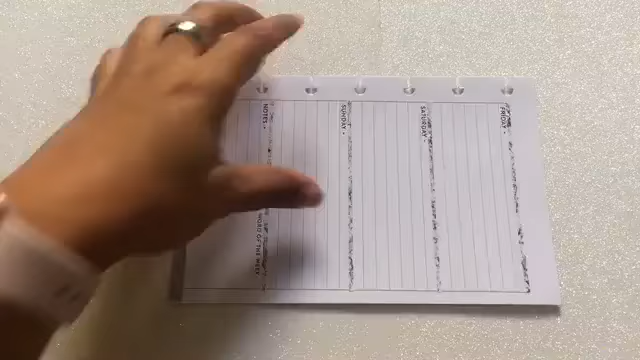 FRIDAY •
SATURDAY •
SUNDAY •
NOTES •
WORD OF THE WEEK